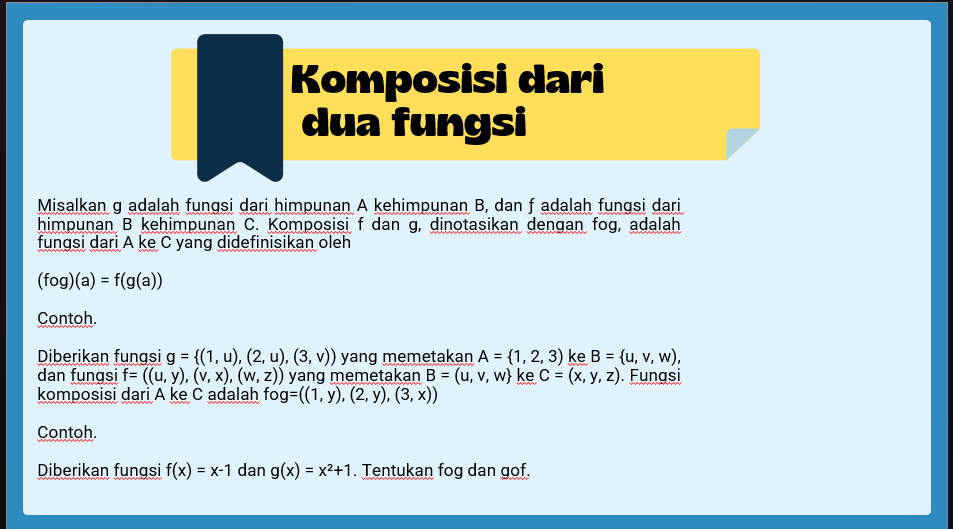 Komposisi dari
dua fungsi
Misalkan g adalah fungsi dari himpunan A kehimpunan B, dan ƒ adalah fungsi dari
himpunan B kehimpunan C. Komposisi f dan g, dinotasikan dengan fog, adalah
fungsi dari A ke C yang didefinisikan oleh
(fog)(a) = f(g(a))
Contoh.
Diberikan fungsi g = {(1, u), (2, u), (3, v)) yang memetakan A = {1, 2, 3) ke B = {u, v, w),
dan fungsi f= ((u, y), (v, x), (w, z)) yang memetakan B = (u, v, w} ke C = (x, y, z). Fungsi
komposisi dari A ke C adalah fog=((1, y), (2, y), (3, x))
Contoh.
Diberikan fungsi f(x) = x-1 dan g(x) = x²+1. Tentukan fog dan gof.